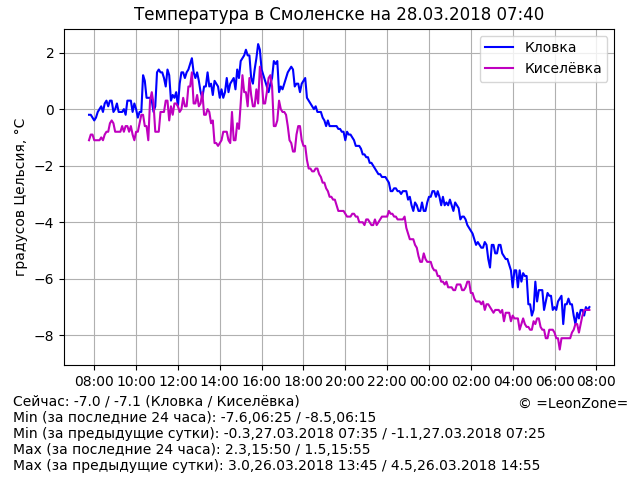 Температура в Смоленске на 28.03.2018 07:40
Кловка
Киселёвка
градусов Цельсия, °C
2
0
−2
−4
−6
−8
08:00 10:00 12:00 14:00 16:00 18:00 20:00 22:00 00:00 02:00 04:00 06:00 08:00
Сейчас: -7.0 / -7.1 (Кловка / Киселёвка)
© =LeonZone=
Min (за последние 24 часа): -7.6,06:25 / -8.5,06:15
Min (за предыдущие сутки): -0.3,27.03.2018 07:35 / -1.1,27.03.2018 07:25
Max (за последние 24 часа): 2.3,15:50 / 1.5,15:55
Max (за предыдущие сутки): 3.0,26.03.2018 13:45 / 4.5,26.03.2018 14:55